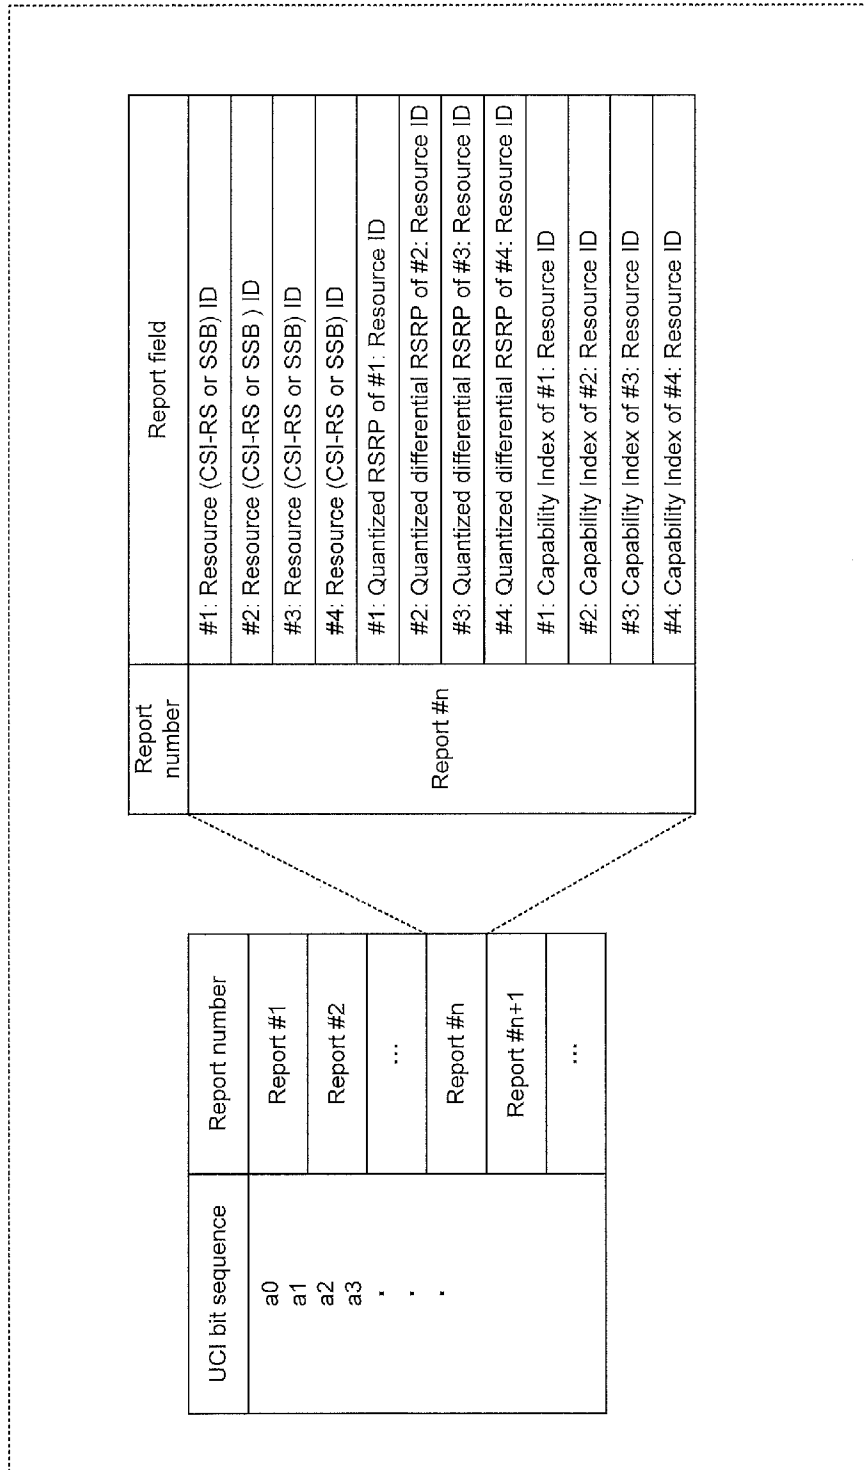 UCI bit sequence
Report number
a0
a1
a2
a3
.
.
.
Report #1
Report #2
...
Report #n
Report #n+1
...
Report
number
Report field
Report #n
#1: Resource (CSI-RS or SSB) ID
#2: Resource (CSI-RS or SSB ) ID
#3: Resource (CSI-RS or SSB) ID
#4: Resource (CSI-RS or SSB) ID
#1: Quantized RSRP of #1: Resource ID
#2: Quantized differential RSRP of #2: Resource ID
#3: Quantized differential RSRP of #3: Resource ID
#4: Quantized differential RSRP of #4: Resource ID
#1: Capability Index of #1: Resource ID
#2: Capability Index of #2: Resource ID
#3: Capability Index of #3: Resource ID
#4: Capability Index of #4: Resource ID